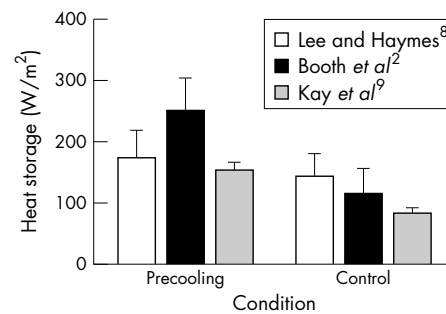 400
300
200
100
0
Heat storage (W/m²)
Lee and Haymes⁸
Booth et al²
Kay et al⁹
Precooling
Control
Condition